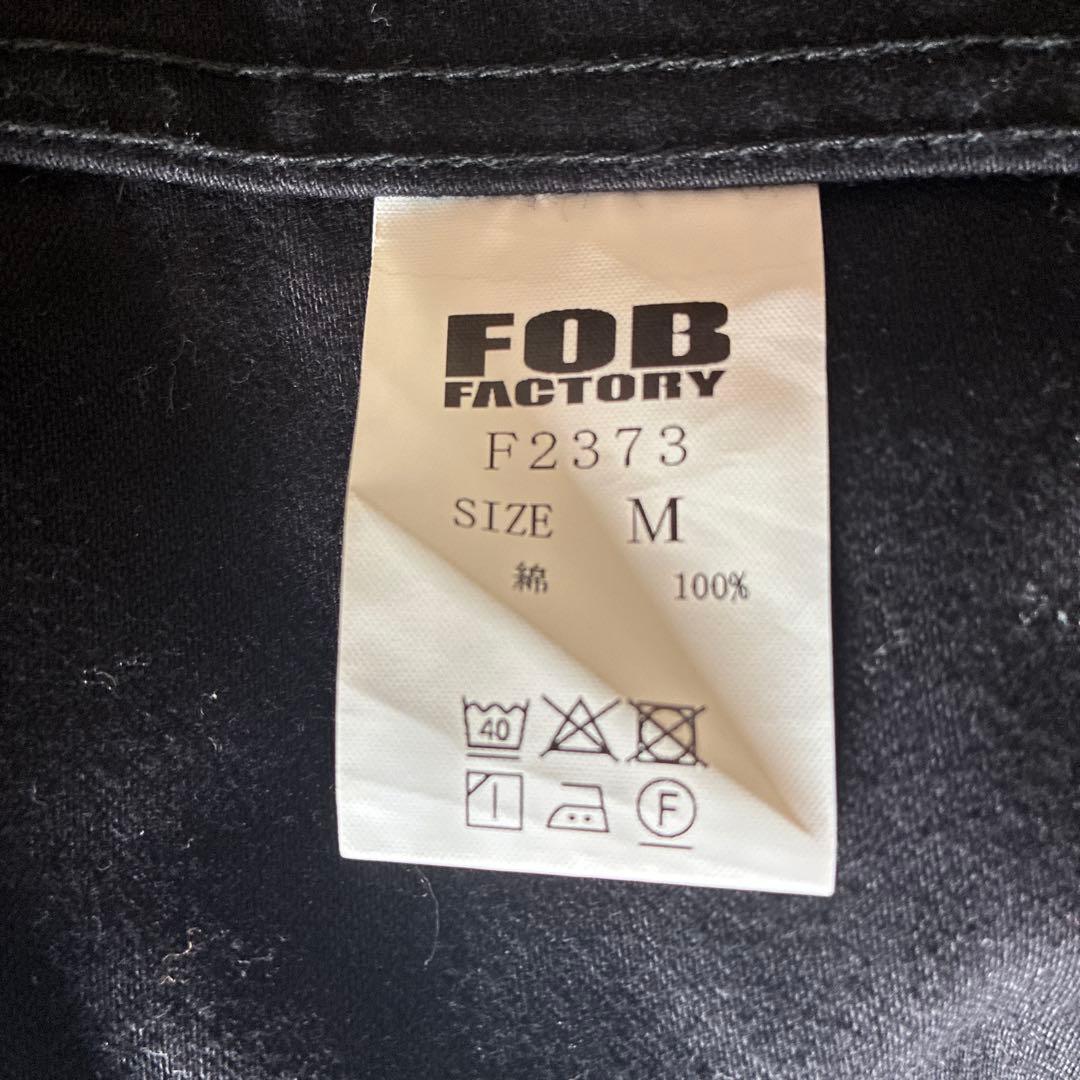 FOB
FACTORY
F2373
SIZE M
綿 100%
40
F